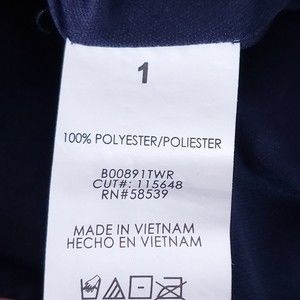 1
100% POLYESTER/POLIESTER
B00891TWR
CUT#: 115648
RN#58539
MADE IN VIETNAM
HECHO EN VIETNAM